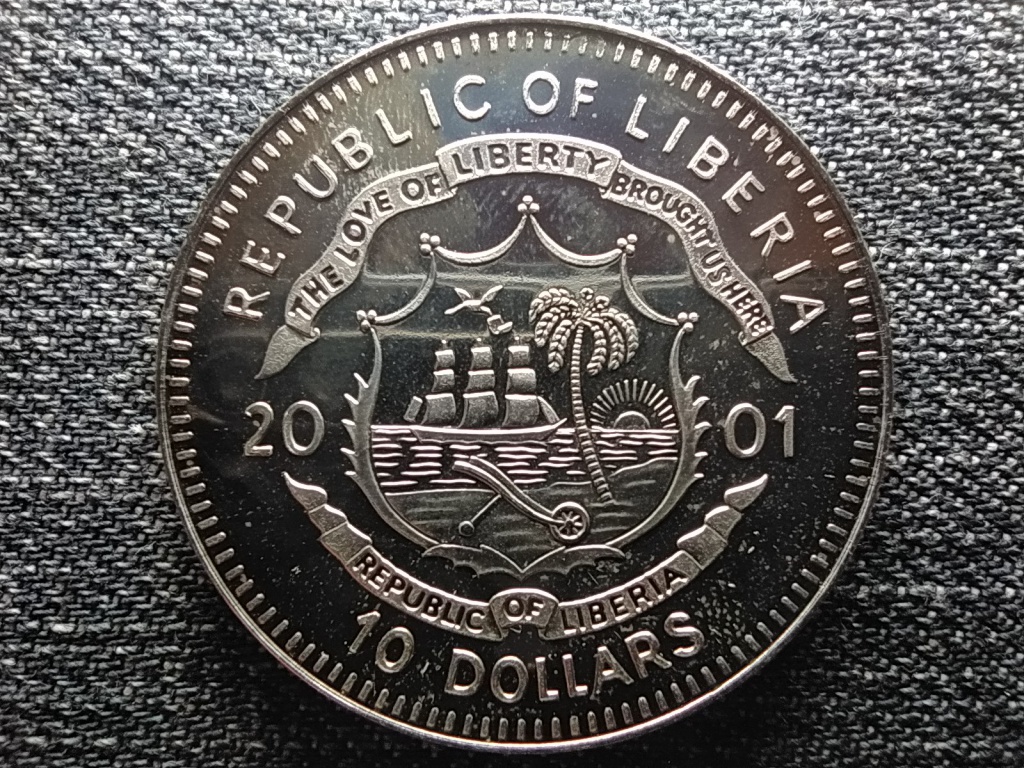 REPUBLIC OF LIBERIA
THE LOVE OF LIBERTY BROUGHT US HERE
20 01
REPUBLIC OF LIBERIA
10 DOLLARS